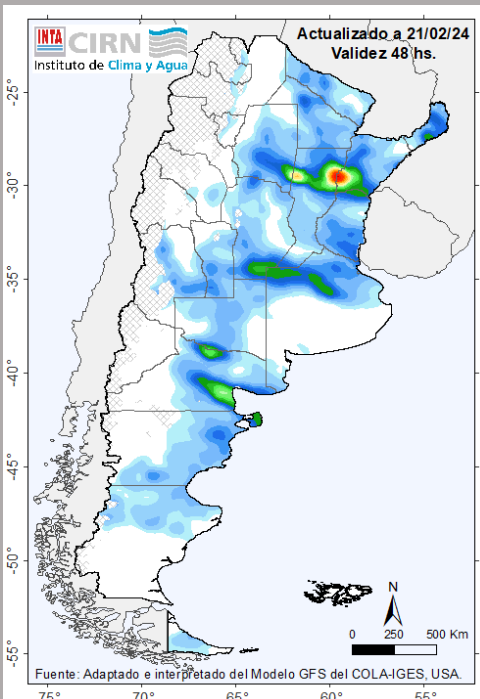 INTA CIRN
Instituto de Clima y Agua
Actualizado a 21/02/24
Validez 48 hs.
-25°
-30°
-35°
-40°
-45°
-50°
-55°
N
0 250 500 Km
Fuente: Adaptado e interpretado del Modelo GFS del COLA-IGES, USA.
-75° -70° -65° -60° -55°